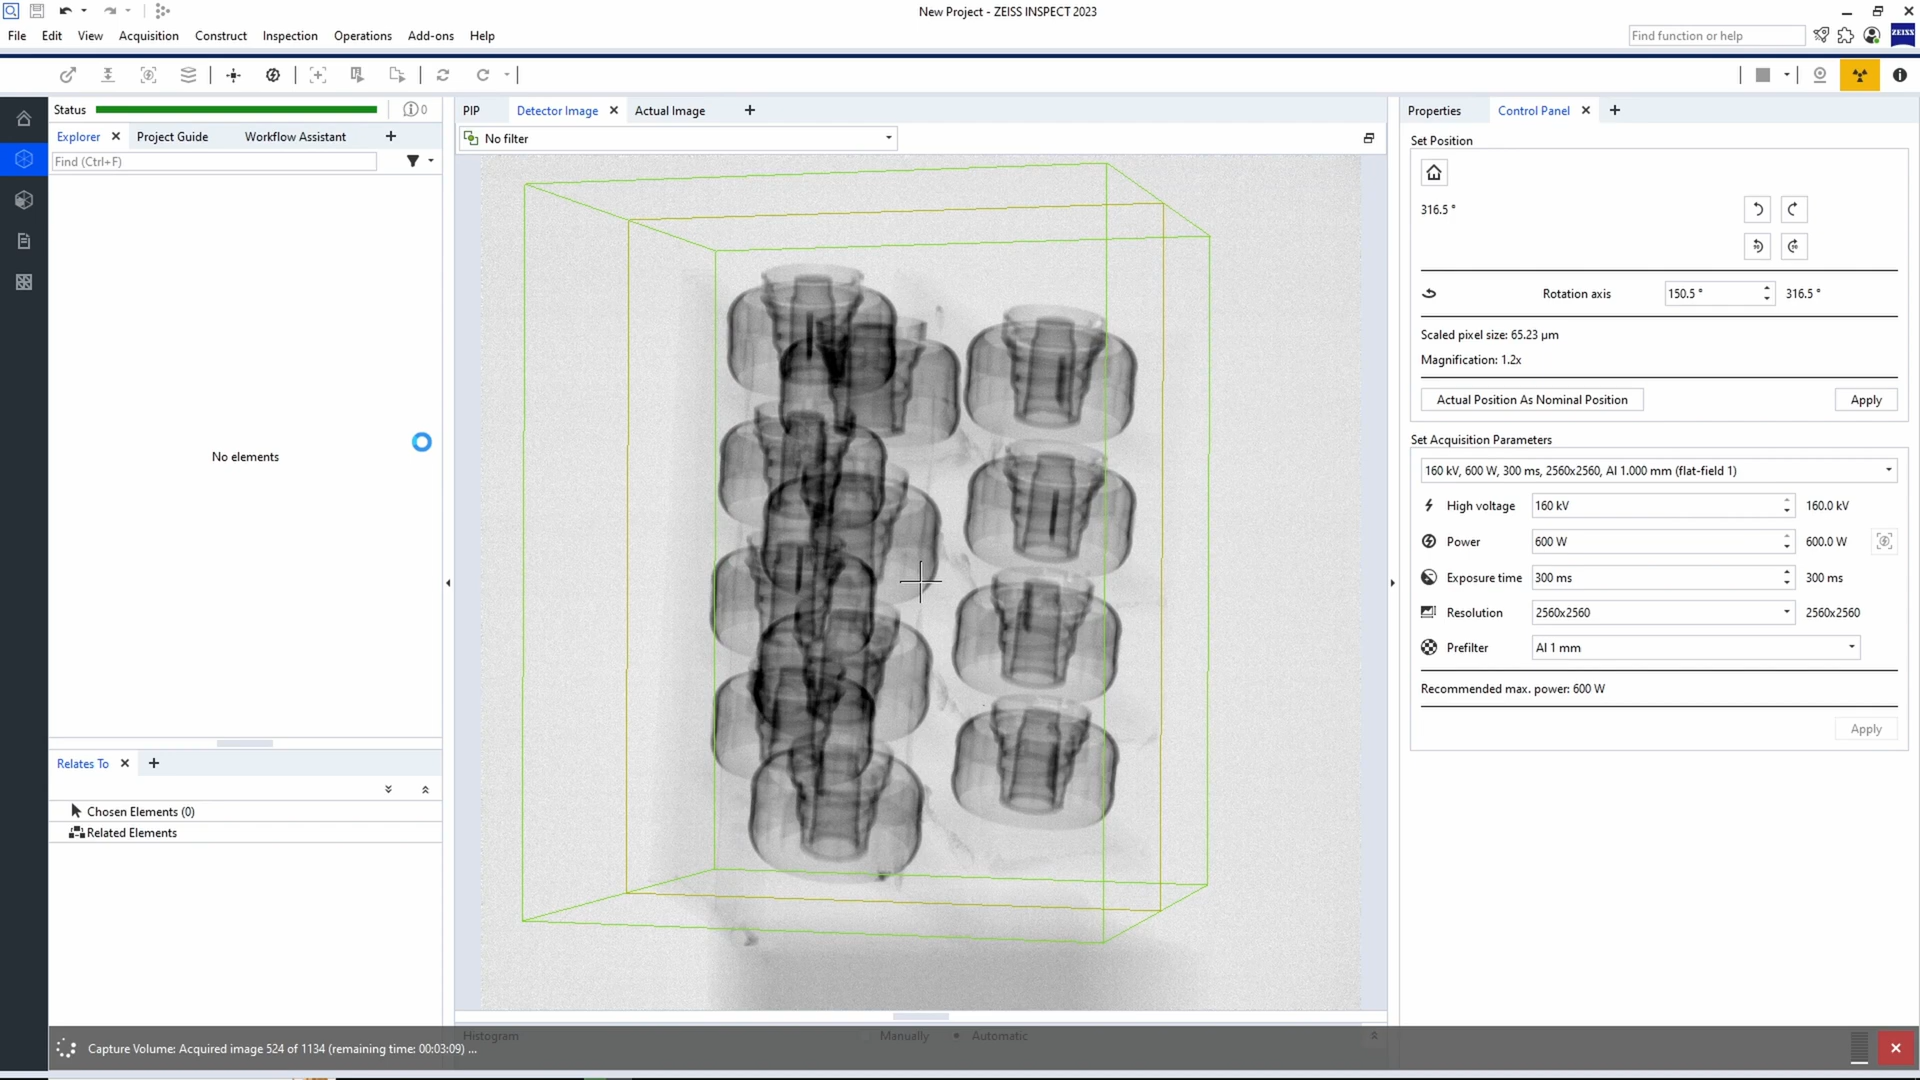 New Project - ZEISS INSPECT 2023
File Edit View Acquisition Construct Inspection Operations Add-ons Help
Find function or help
ZEISS
Status
0
Explorer Project Guide Workflow Assistant
Find (Ctrl+F)
No elements
Relates To
Chosen Elements (0)
Related Elements
PIP Detector Image Actual Image
No filter
Histogram Manually Automatic
Properties Control Panel
Set Position
316.5 °
Rotation axis 150.5 ° 316.5 °
Scaled pixel size: 65.23 μm
Magnification: 1.2x
Actual Position As Nominal Position Apply
Set Acquisition Parameters
160 kV, 600 W, 300 ms, 2560x2560, Al 1.000 mm (flat-field 1)
High voltage 160 kV 160.0 kV
Power 600 W 600.0 W
Exposure time 300 ms 300 ms
Resolution 2560x2560 2560x2560
Prefilter Al 1 mm
Recommended max. power: 600 W
Apply
Capture Volume: Acquired image 524 of 1134 (remaining time: 00:03:09) ...